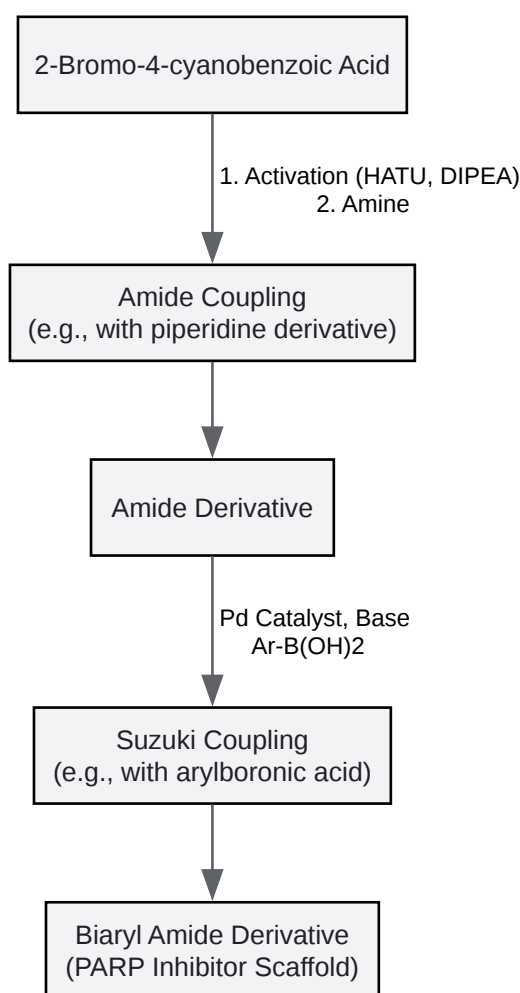 2-Bromo-4-cyanobenzoic Acid
1. Activation (HATU, DIPEA)
2. Amine
Amide Coupling
(e.g., with piperidine derivative)
Amide Derivative
Pd Catalyst, Base
Ar-B(OH)2
Suzuki Coupling
(e.g., with arylboronic acid)
Biaryl Amide Derivative
(PARP Inhibitor Scaffold)